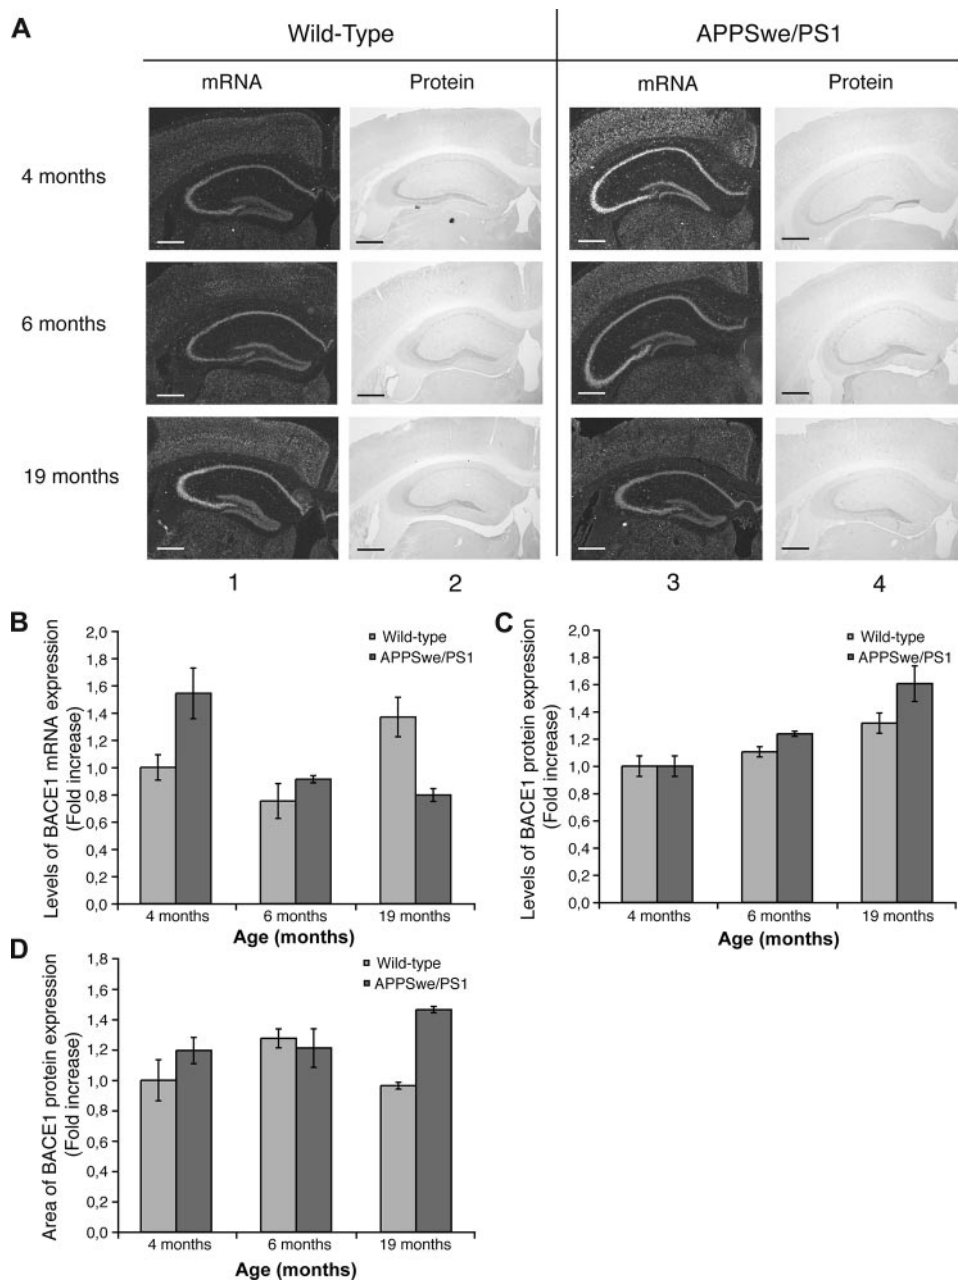 A
Wild-Type
APPSwe/PS1
mRNA
Protein
mRNA
Protein
4 months
6 months
19 months
1
2
3
4
B
Levels of BACE1 mRNA expression
(Fold increase)
2,0
1,8
1,6
1,4
1,2
1,0
0,8
0,6
0,4
0,2
0,0
Wild-type
APPSwe/PS1
4 months
6 months
19 months
Age (months)
C
Levels of BACE1 protein expression
(Fold increase)
2,0
1,8
1,6
1,4
1,2
1,0
0,8
0,6
0,4
0,2
0,0
Wild-type
APPSwe/PS1
4 months
6 months
19 months
Age (months)
D
Area of BACE1 protein expression
(Fold increase)
1,8
1,6
1,4
1,2
1,0
0,8
0,6
0,4
0,2
0,0
Wild-type
APPSwe/PS1
4 months
6 months
19 months
Age (months)